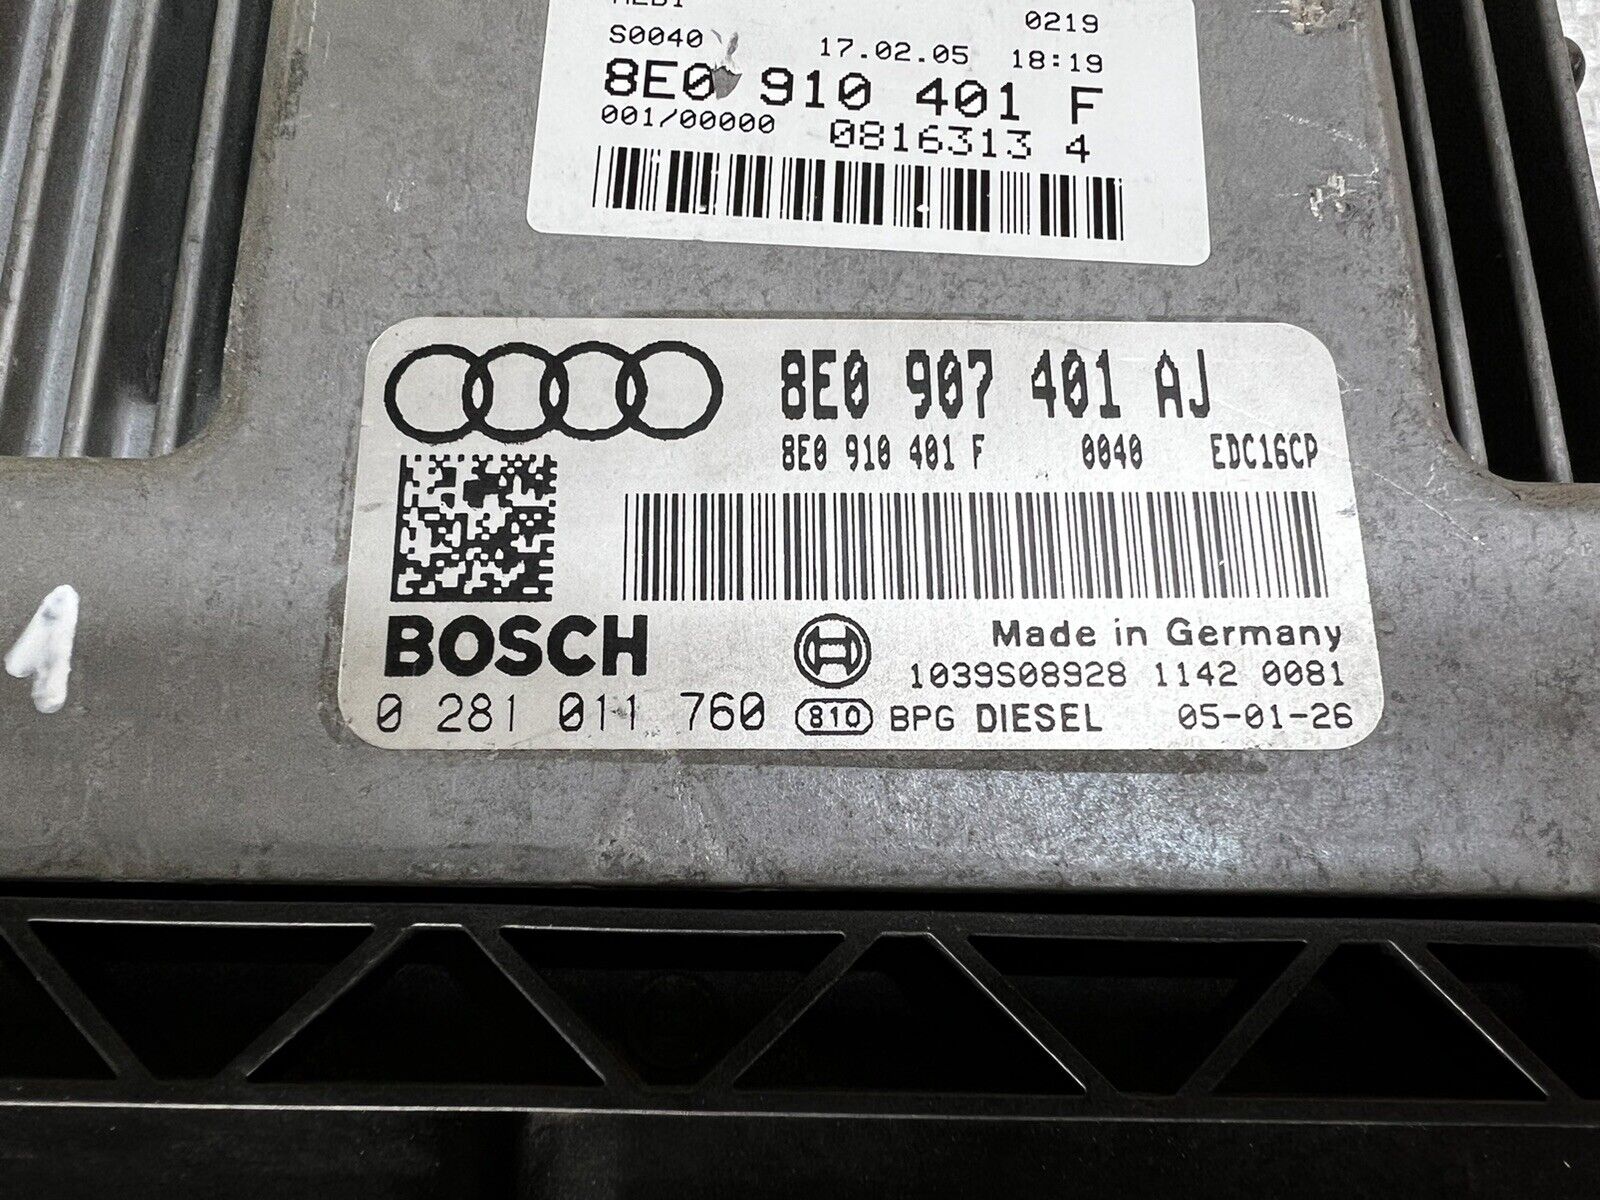 0219
S0040 17.02.05 18:19
8E0 910 401 F
001/00000 0816313 4
8E0 907 401 AJ
8E0 910 401 F 0040 EDC16CP
BOSCH
Made in Germany
1039S08928 1142 0081
0 281 011 760 810 BPG DIESEL 05-01-26
1